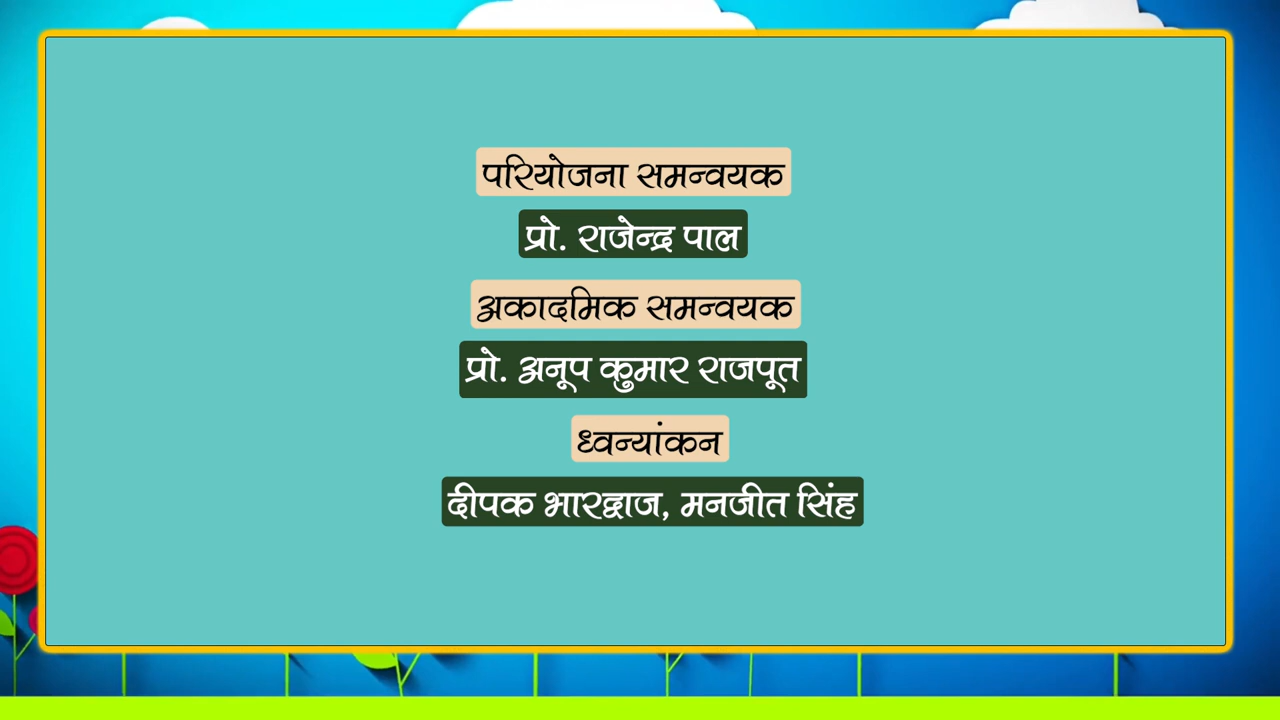 परियोजना समन्वयक
प्रो. राजेन्द्र पाल
अकादमिक समन्वयक
प्रो. अनूप कुमार राजपूत
ध्वन्यांकन
दीपक भारद्वाज, मनजीत सिंह